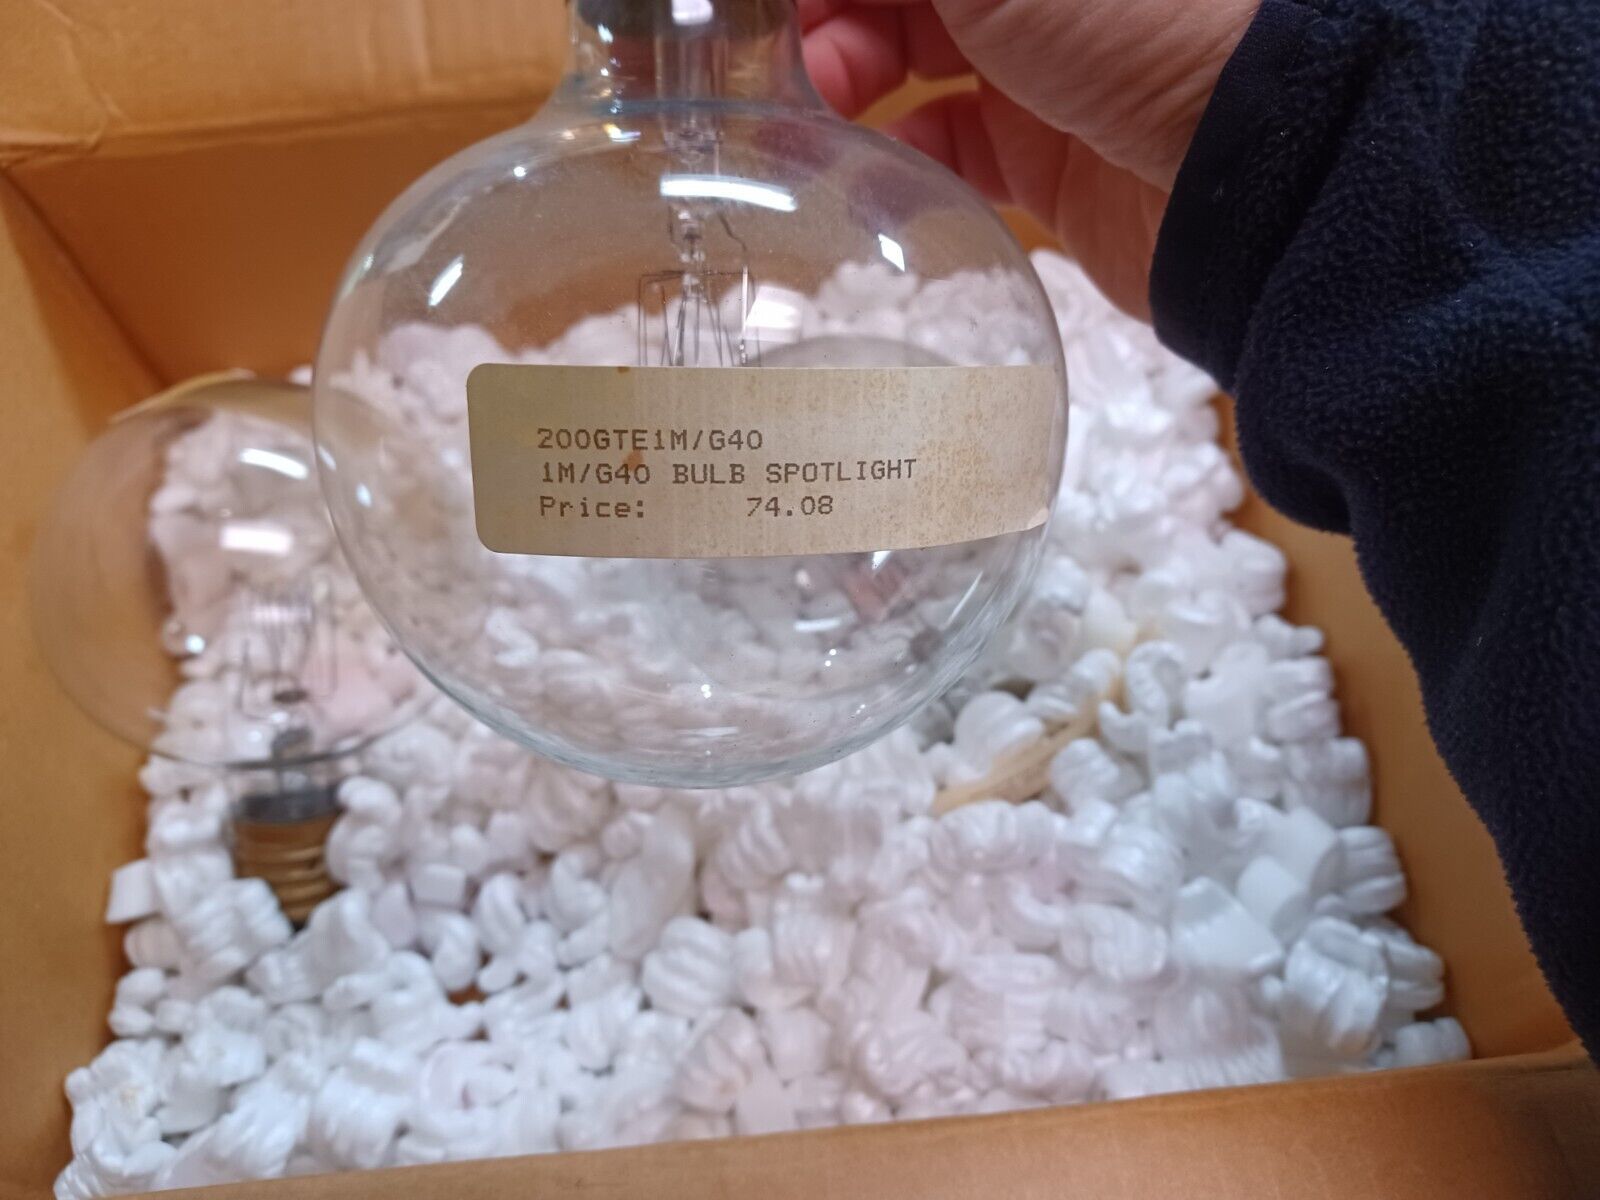 200GTE1M/G40
1M/G40 BULB SPOTLIGHT
Price: 74.08